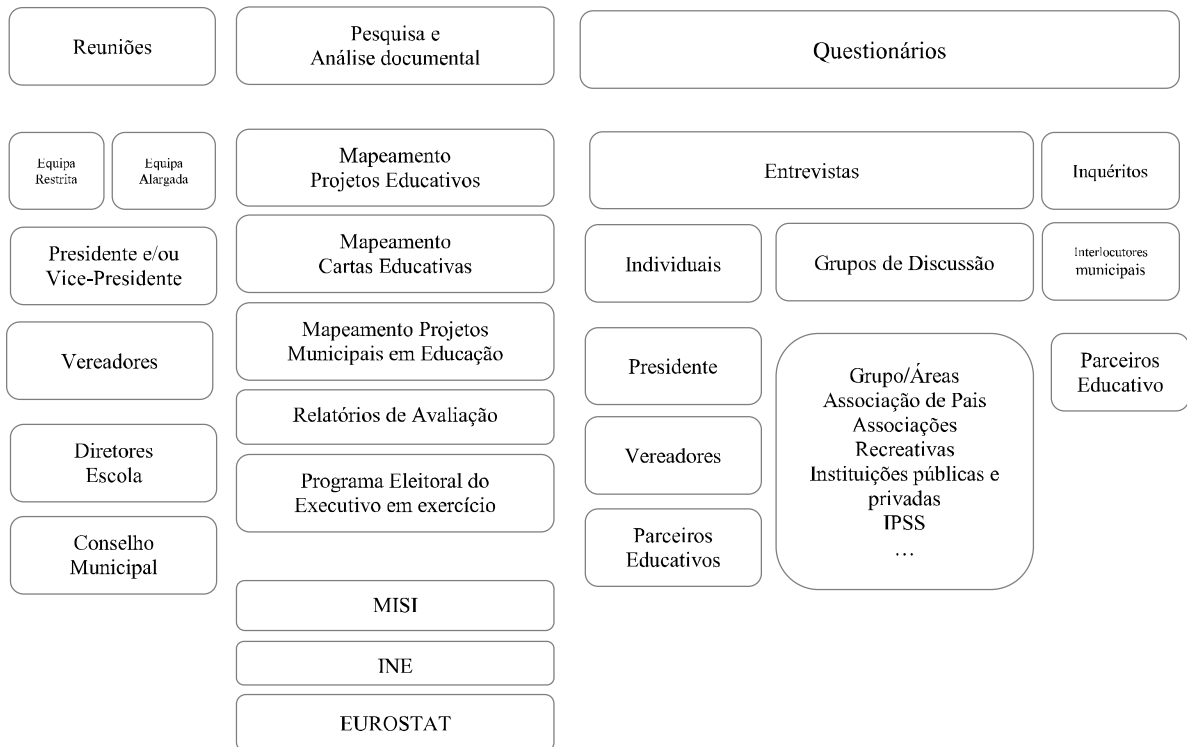 Reuniões
Pesquisa e
Análise documental
Questionários
Equipa
Restrita
Equipa
Alargada
Presidente e/ou
Vice-Presidente
Vereadores
Diretores
Escola
Conselho
Municipal
Mapeamento
Projetos Educativos
Mapeamento
Cartas Educativas
Mapeamento Projetos
Municipais em Educação
Relatórios de Avaliação
Programa Eleitoral do
Executivo em exercício
MISI
INE
EUROSTAT
Entrevistas
Individuais
Presidente
Vereadores
Parceiros
Educativos
Grupos de Discussão
Grupo/Áreas
Associação de Pais
Associações
Recreativas
Instituições públicas e
privadas
IPSS
…
Inquéritos
Interlocutores
municipais
Parceiros
Educativo